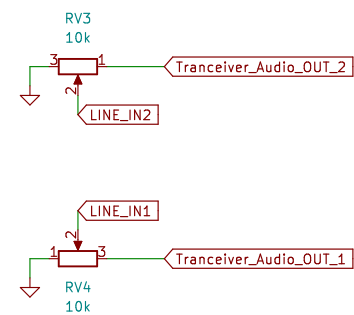 RV3
10k
3
1
Tranceiver_Audio_OUT_2
2
LINE_IN2
LINE_IN1
2
1
3
Tranceiver_Audio_OUT_1
RV4
10k